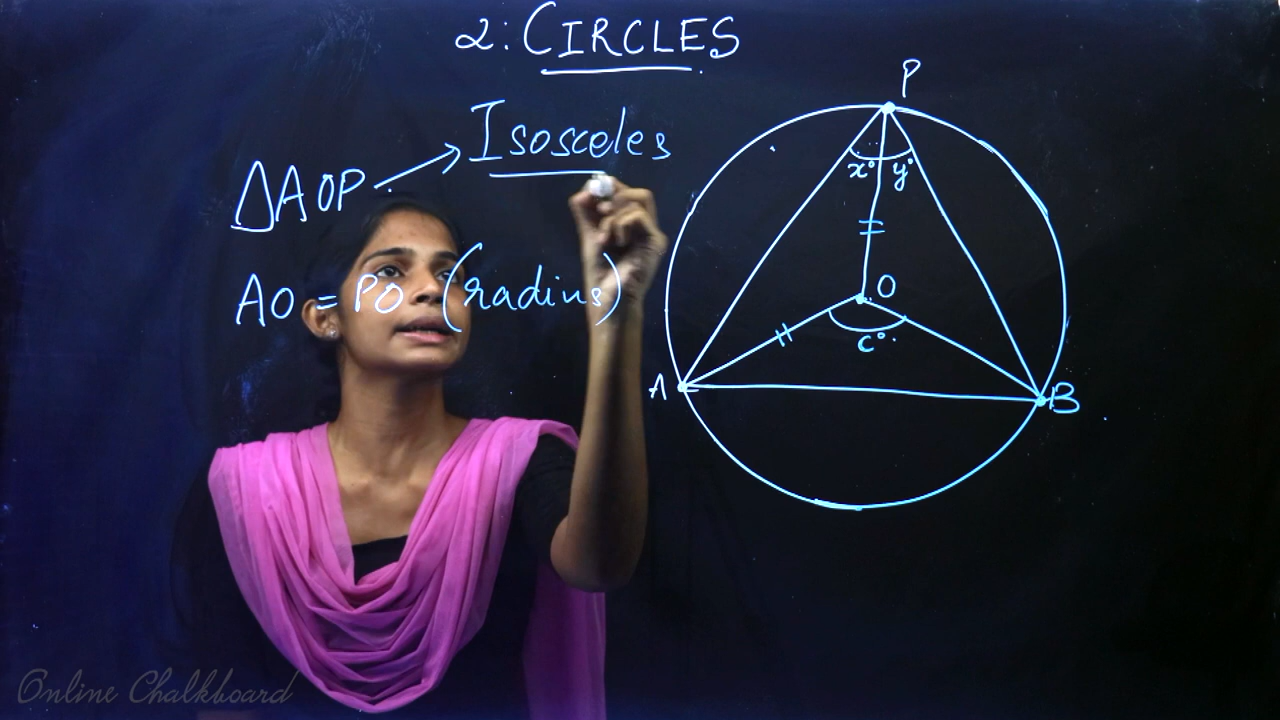 2: CIRCLES
ΔAOP → Isosceles
AO = PO (radius)
P
x° y°
O
c°
A
B
Online Chalkboard